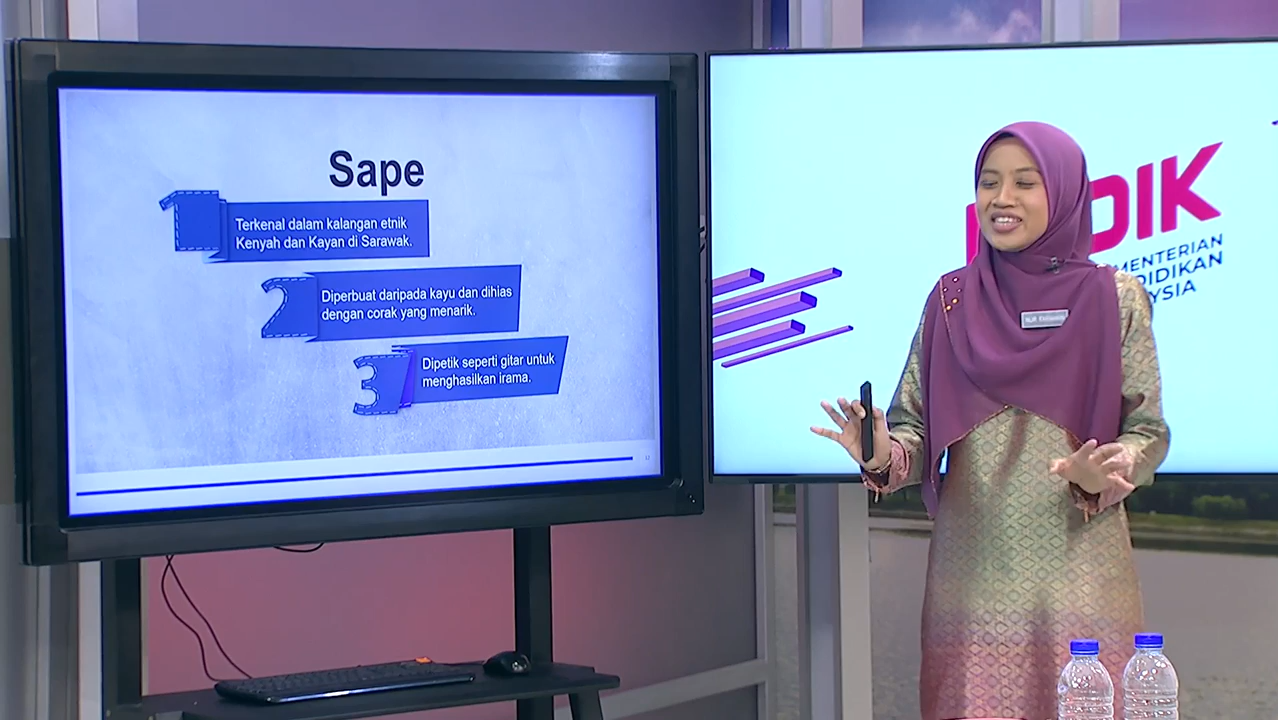 Sape
1
Terkenal dalam kalangan etnik
Kenyah dan Kayan di Sarawak.
2
Diperbuat daripada kayu dan dihias
dengan corak yang menarik.
3
Dipetik seperti gitar untuk
menghasilkan irama.
DIK
MENTERIAN
DIDIKAN
YSIA